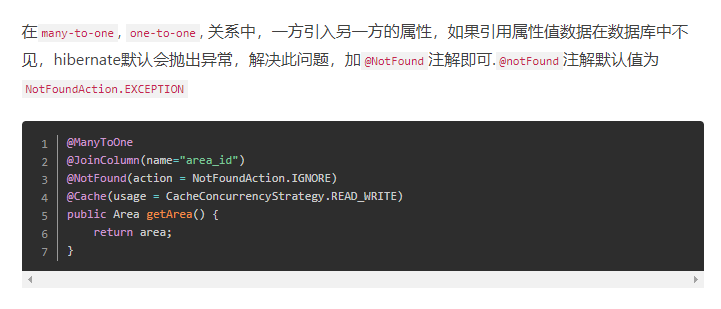 在 many-to-one , one-to-one , 关系中，一方引入另一方的属性，如果引用属性值数据在数据库中不
见，hibernate默认会抛出异常，解决此问题，加 @NotFound 注解即可. @notFound 注解默认值为
NotFoundAction.EXCEPTION
1 @ManyToOne
2 @JoinColumn(name="area_id")
3 @NotFound(action = NotFoundAction.IGNORE)
4 @Cache(usage = CacheConcurrencyStrategy.READ_WRITE)
5 public Area getArea() {
6     return area;
7 }